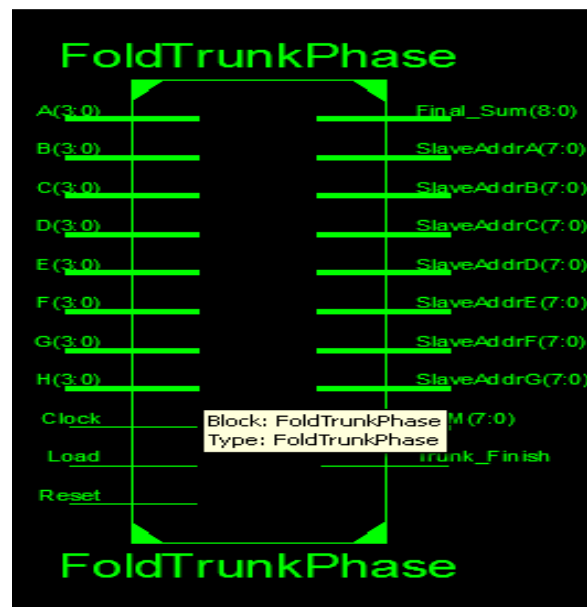 FoldTrunkPhase
A(3:0)
B(3:0)
C(3:0)
D(3:0)
E(3:0)
F(3:0)
G(3:0)
H(3:0)
Clock
Load
Reset
Final_Sum(8:0)
SlaveAddrA(7:0)
SlaveAddrB(7:0)
SlaveAddrC(7:0)
SlaveAddrD(7:0)
SlaveAddrE(7:0)
SlaveAddrF(7:0)
SlaveAddrG(7:0)
M(7:0)
Trunk_Finish
Block: FoldTrunkPhase
Type: FoldTrunkPhase
FoldTrunkPhase